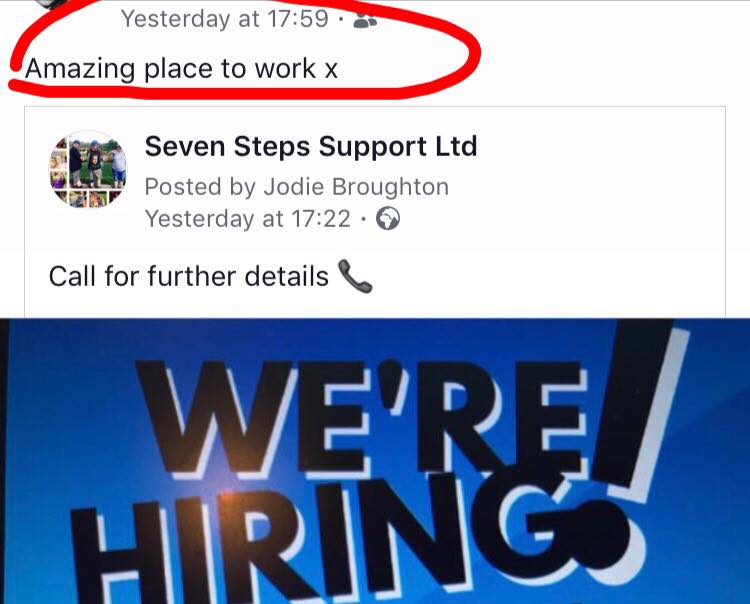 Yesterday at 17:59 ·
Amazing place to work x
Seven Steps Support Ltd
Posted by Jodie Broughton
Yesterday at 17:22 ·
Call for further details
WE'RE
HIRING!